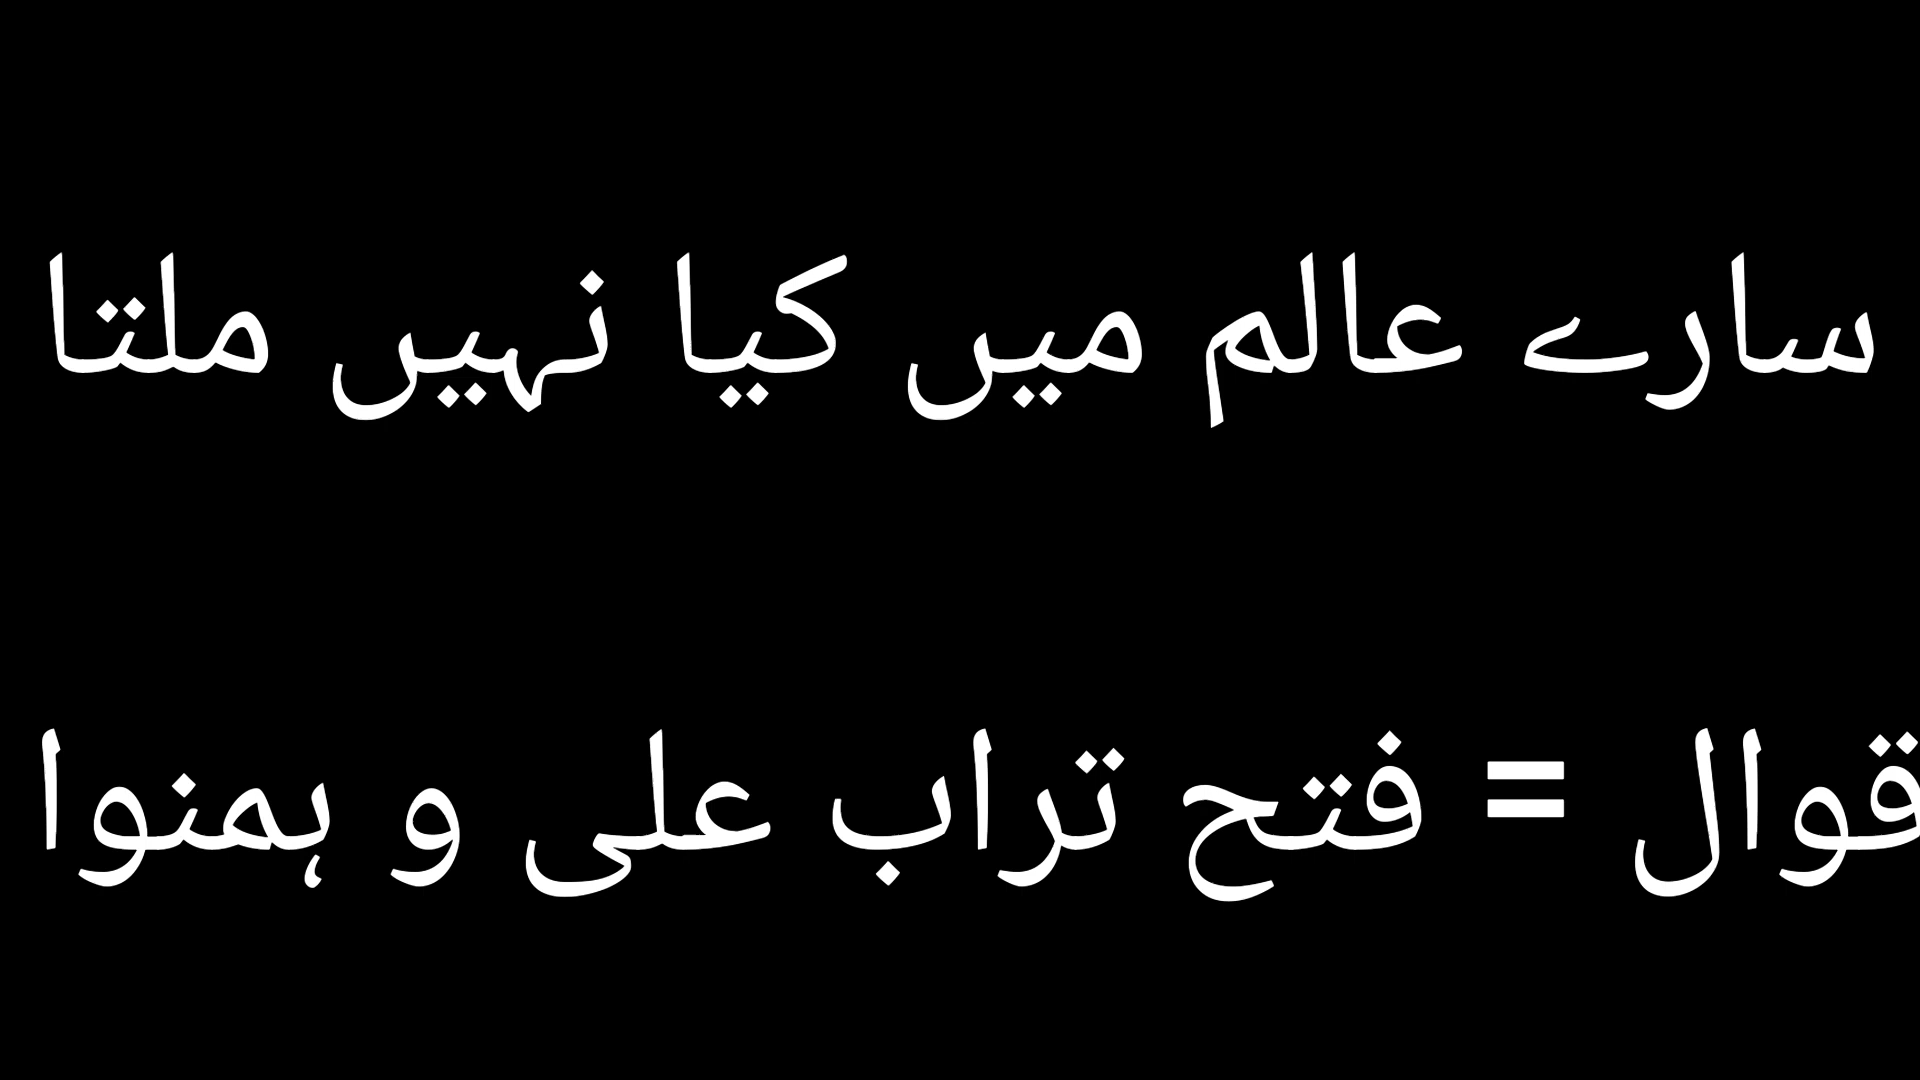 سارے عالم میں کیا نہیں ملتا
قوال = فتح تراب علی و ہمنوا